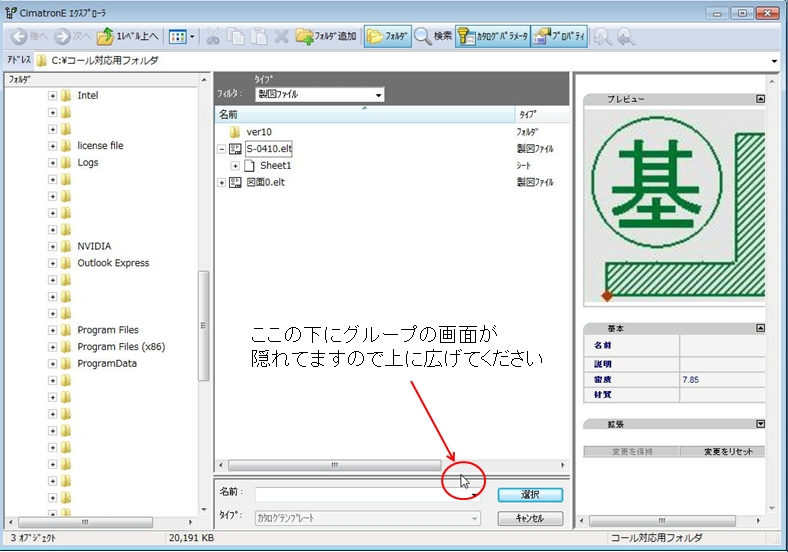 CimatronE ｴｸｽﾌﾟﾛｰﾗ
後へ 次へ 1ﾚﾍﾞﾙ上へ ﾌｫﾙﾀﾞ追加 ﾌｫﾙﾀﾞ 検索 ｶﾀﾛｸﾞﾊﾟﾗﾒｰﾀ ﾌﾟﾛﾊﾟﾃｨ
ｱﾄﾞﾚｽ C:¥コール対応用フォルダ
ﾌｫﾙﾀﾞ
Intel
license file
Logs
NVIDIA
Outlook Express
Program Files
Program Files (x86)
ProgramData
ﾀｲﾌﾟ
ﾌｨﾙﾀ： 製図ﾌｧｲﾙ
名前 ﾀｲﾌﾟ
ver10 ﾌｫﾙﾀﾞ
S-0410.elt 製図ﾌｧｲﾙ
Sheet1 ｼｰﾄ
図面0.elt 製図ﾌｧｲﾙ
ここの下にグループの画面が
隠れてますので上に広げてください
名前： 選択
ﾀｲﾌﾟ： ｶﾀﾛｸﾞﾃﾝﾌﾟﾚｰﾄ ｷｬﾝｾﾙ
プレビュー
基
基本
名前
説明
密度 7.85
材質
拡張
変更を保持 変更をリセット
3 ｵﾌﾞｼﾞｪｸﾄ 20,191 KB コール対応用フォルダ